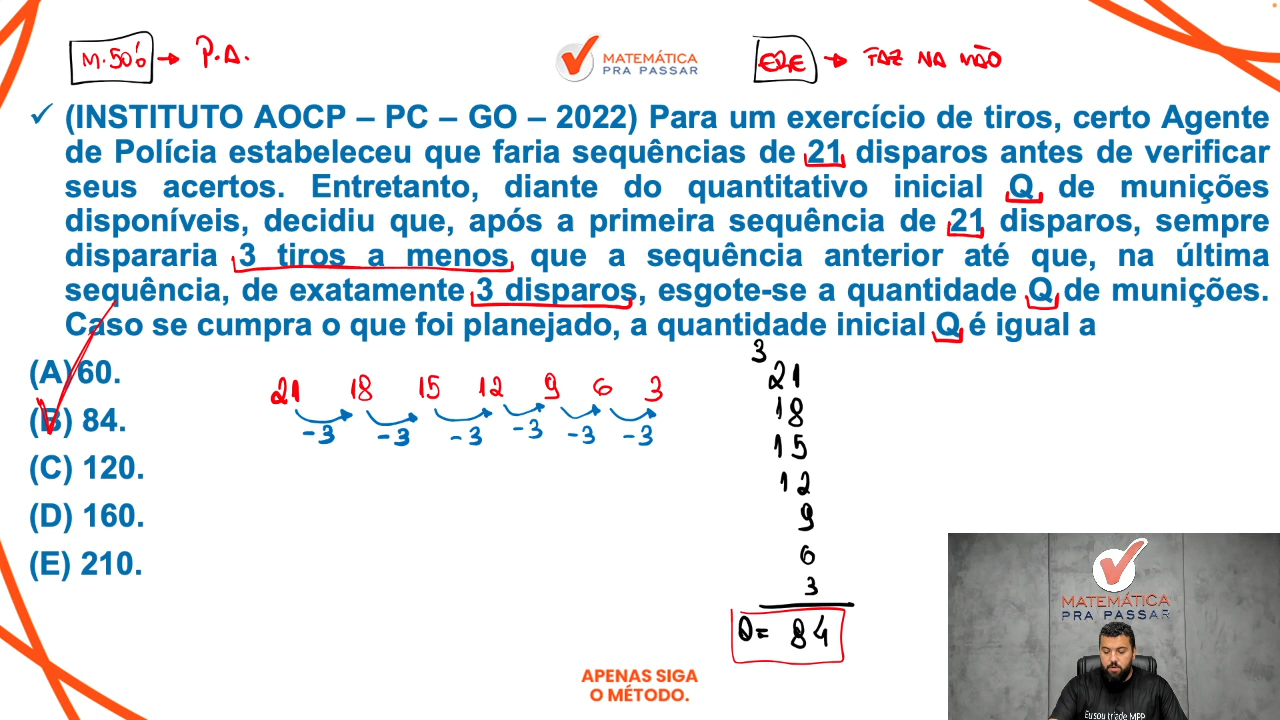 M.50% → P.A.
MATEMÁTICA
PRA PASSAR
→ FAZ NA MÃO
✓ (INSTITUTO AOCP – PC – GO – 2022) Para um exercício de tiros, certo Agente
de Polícia estabeleceu que faria sequências de 21 disparos antes de verificar
seus acertos. Entretanto, diante do quantitativo inicial Q de munições
disponíveis, decidiu que, após a primeira sequência de 21 disparos, sempre
dispararia 3 tiros a menos que a sequência anterior até que, na última
sequência, de exatamente 3 disparos, esgote-se a quantidade Q de munições.
Caso se cumpra o que foi planejado, a quantidade inicial Q é igual a
(A) 60.
(B) 84.
(C) 120.
(D) 160.
(E) 210.
21 18 15 12 9 6 3
-3 -3 -3 -3 -3 -3
3
21
18
15
12
9
6
3
Q= 84
MATEMÁTICA
PRA PASSAR
Eu sou tríade MPP
APENAS SIGA
O MÉTODO.